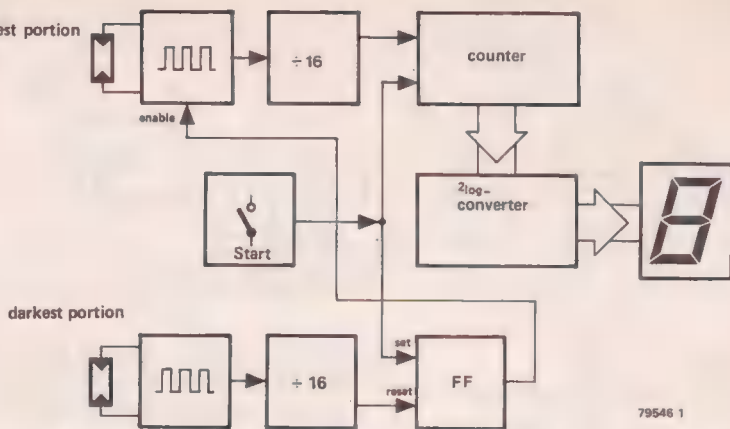 est portion
÷ 16
counter
enable
2log-
converter
Start
darkest portion
÷ 16
set
reset
FF
79546 1